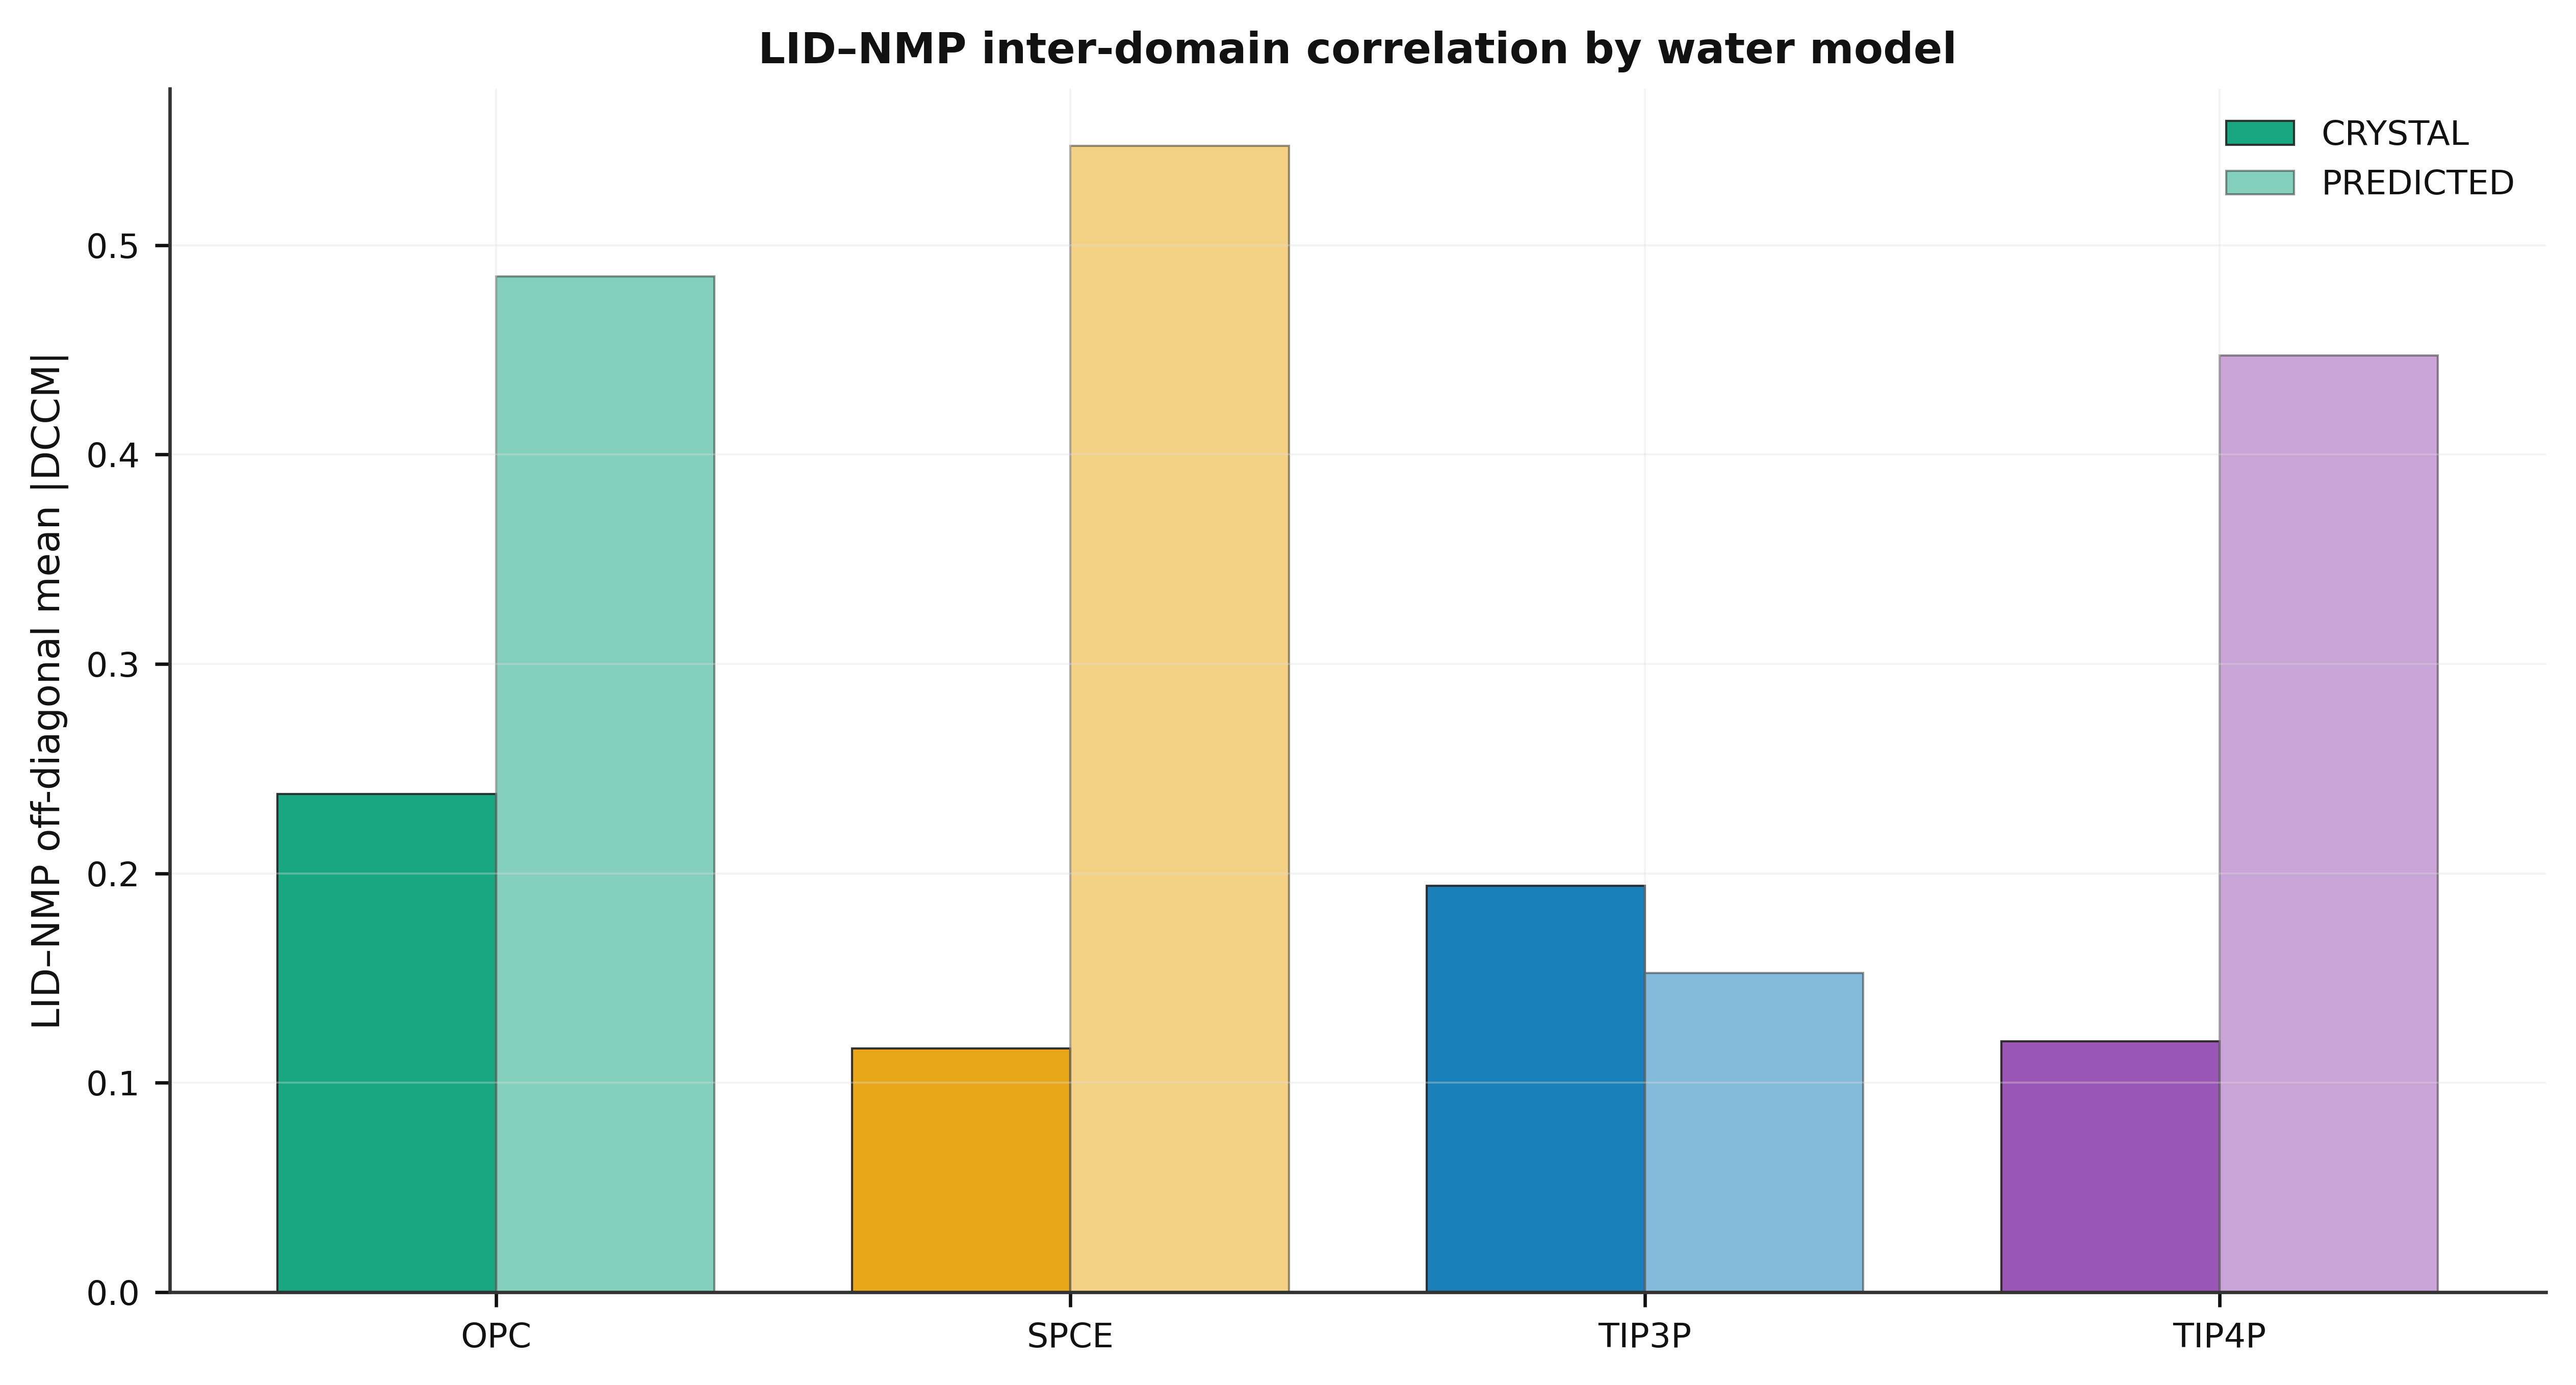 LID–NMP inter-domain correlation by water model
CRYSTAL
PREDICTED
LID–NMP off-diagonal mean |DCCM|
0.5
0.4
0.3
0.2
0.1
0.0
OPC
SPCE
TIP3P
TIP4P